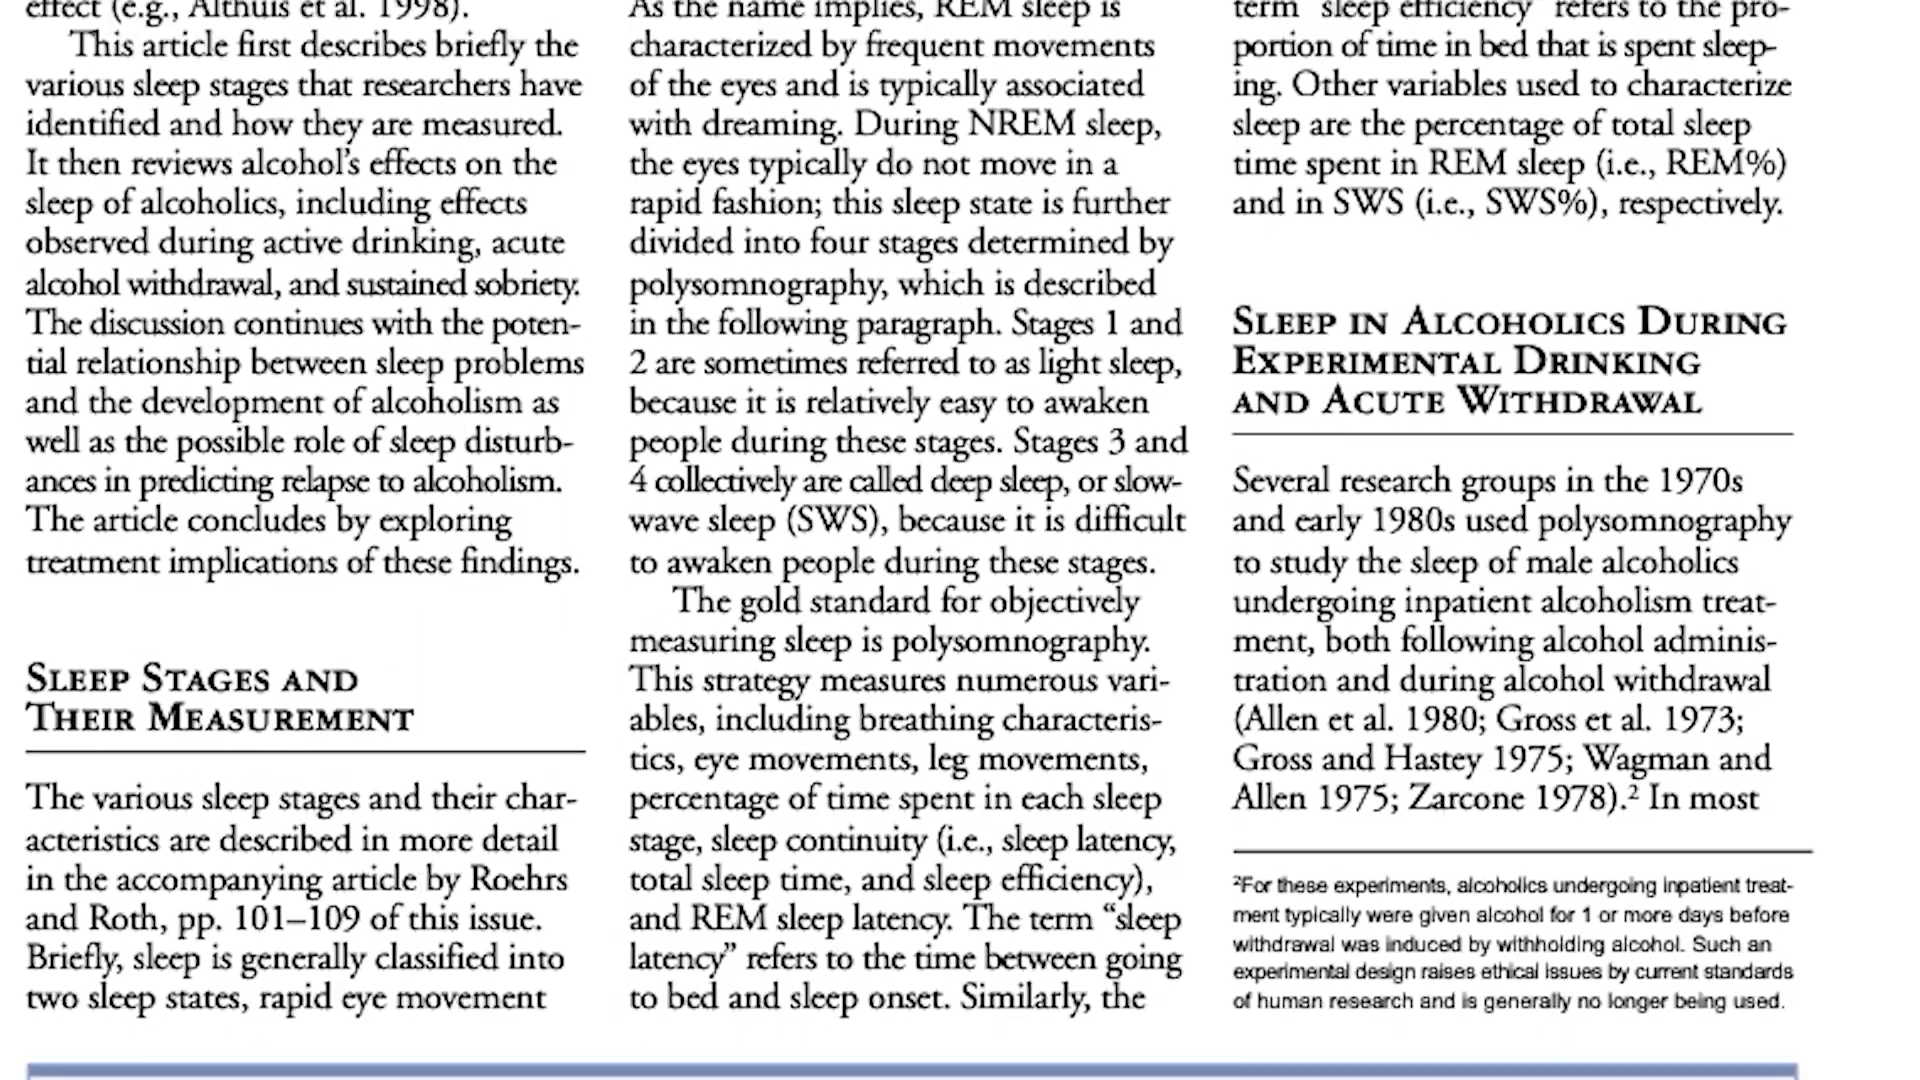 effect (e.g., Althuis et al. 1998).
This article first describes briefly the
various sleep stages that researchers have
identified and how they are measured.
It then reviews alcohol's effects on the
sleep of alcoholics, including effects
observed during active drinking, acute
alcohol withdrawal, and sustained sobriety.
The discussion continues with the poten-
tial relationship between sleep problems
and the development of alcoholism as
well as the possible role of sleep disturb-
ances in predicting relapse to alcoholism.
The article concludes by exploring
treatment implications of these findings.
SLEEP STAGES AND
THEIR MEASUREMENT
The various sleep stages and their char-
acteristics are described in more detail
in the accompanying article by Roehrs
and Roth, pp. 101–109 of this issue.
Briefly, sleep is generally classified into
two sleep states, rapid eye movement
As the name implies, REM sleep is
characterized by frequent movements
of the eyes and is typically associated
with dreaming. During NREM sleep,
the eyes typically do not move in a
rapid fashion; this sleep state is further
divided into four stages determined by
polysomnography, which is described
in the following paragraph. Stages 1 and
2 are sometimes referred to as light sleep,
because it is relatively easy to awaken
people during these stages. Stages 3 and
4 collectively are called deep sleep, or slow-
wave sleep (SWS), because it is difficult
to awaken people during these stages.
The gold standard for objectively
measuring sleep is polysomnography.
This strategy measures numerous vari-
ables, including breathing characteris-
tics, eye movements, leg movements,
percentage of time spent in each sleep
stage, sleep continuity (i.e., sleep latency,
total sleep time, and sleep efficiency),
and REM sleep latency. The term “sleep
latency” refers to the time between going
to bed and sleep onset. Similarly, the
term “sleep efficiency” refers to the pro-
portion of time in bed that is spent sleep-
ing. Other variables used to characterize
sleep are the percentage of total sleep
time spent in REM sleep (i.e., REM%)
and in SWS (i.e., SWS%), respectively.
SLEEP IN ALCOHOLICS DURING
EXPERIMENTAL DRINKING
AND ACUTE WITHDRAWAL
Several research groups in the 1970s
and early 1980s used polysomnography
to study the sleep of male alcoholics
undergoing inpatient alcoholism treat-
ment, both following alcohol adminis-
tration and during alcohol withdrawal
(Allen et al. 1980; Gross et al. 1973;
Gross and Hastey 1975; Wagman and
Allen 1975; Zarcone 1978).² In most
²For these experiments, alcoholics undergoing inpatient treat-
ment typically were given alcohol for 1 or more days before
withdrawal was induced by withholding alcohol. Such an
experimental design raises ethical issues by current standards
of human research and is generally no longer being used.